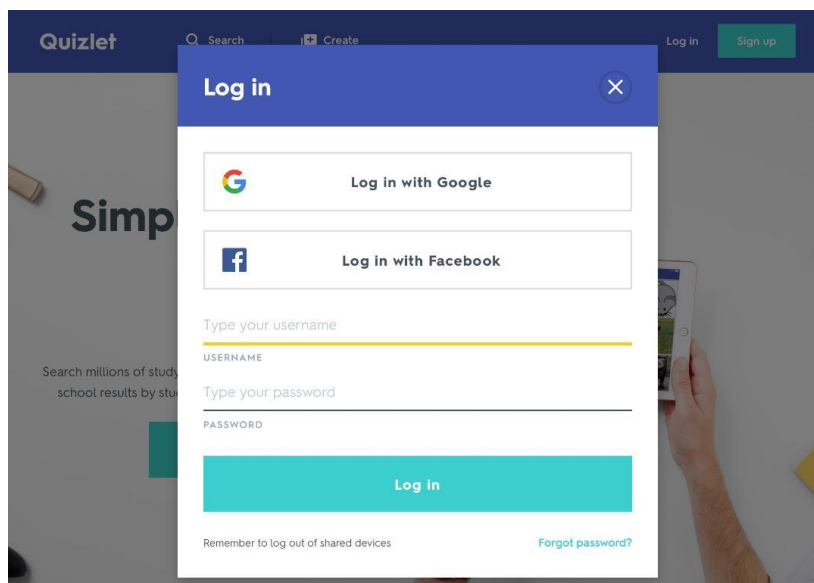 Quizlet
Search
Create
Log in
Sign up
Log in
Log in with Google
Log in with Facebook
Type your username
USERNAME
Type your password
PASSWORD
Log in
Remember to log out of shared devices
Forgot password?
Simp
Search millions of study
school results by stu